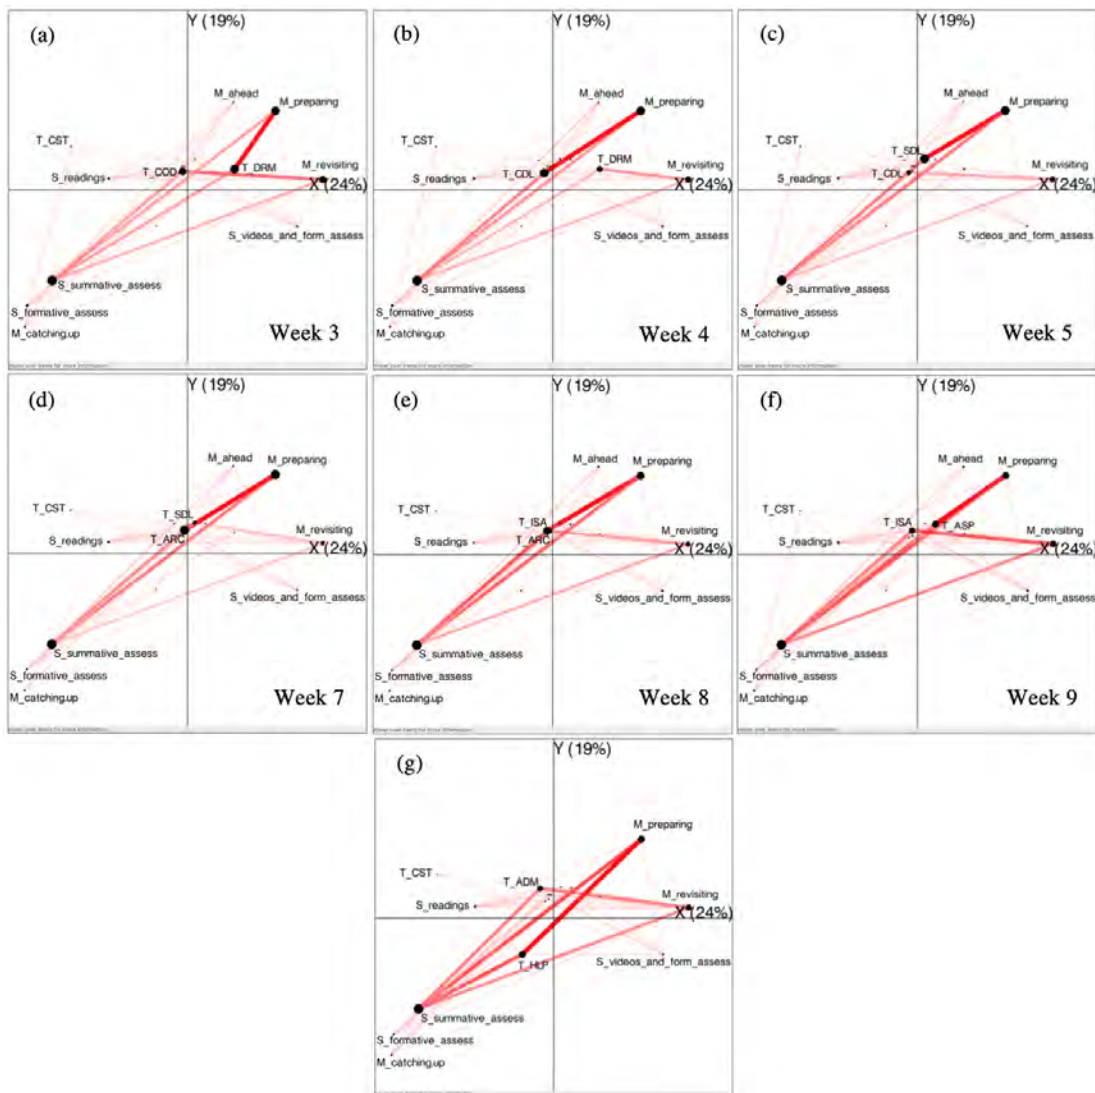 (a)
Y (19%)
M_ahead
M_preparing
T_CST
T_COD
T_DRM
M_revisiting
S_readings
X (24%)
S_videos_and_form_assess
S_summative_assess
S_formative_assess
M_catching.up
Week 3
(b)
Y (19%)
M_ahead
M_preparing
T_CST
T_DRM
T_CDL
M_revisiting
S_readings
X (24%)
S_videos_and_form_assess
S_summative_assess
S_formative_assess
M_catching.up
Week 4
(c)
Y (19%)
M_ahead
M_preparing
T_CST
T_SDL
T_CDL
M_revisiting
S_readings
X (24%)
S_videos_and_form_assess
S_summative_assess
S_formative_assess
M_catching.up
Week 5
(d)
Y (19%)
M_ahead
M_preparing
T_CST
T_SDL
T_ARC
M_revisiting
S_readings
X (24%)
S_videos_and_form_assess
S_summative_assess
S_formative_assess
M_catching.up
Week 7
(e)
Y (19%)
M_ahead
M_preparing
T_CST
T_ISA
T_ARC
M_revisiting
S_readings
X (24%)
S_videos_and_form_assess
S_summative_assess
S_formative_assess
M_catching.up
Week 8
(f)
Y (19%)
M_ahead
M_preparing
T_CST
T_ISA
T_ASP
M_revisiting
S_readings
X (24%)
S_videos_and_form_assess
S_summative_assess
S_formative_assess
M_catching.up
Week 9
(g)
Y (19%)
M_preparing
T_CST
T_ADM
M_revisiting
S_readings
X (24%)
S_videos_and_form_assess
T_HLP
S_summative_assess
S_formative_assess
M_catching.up